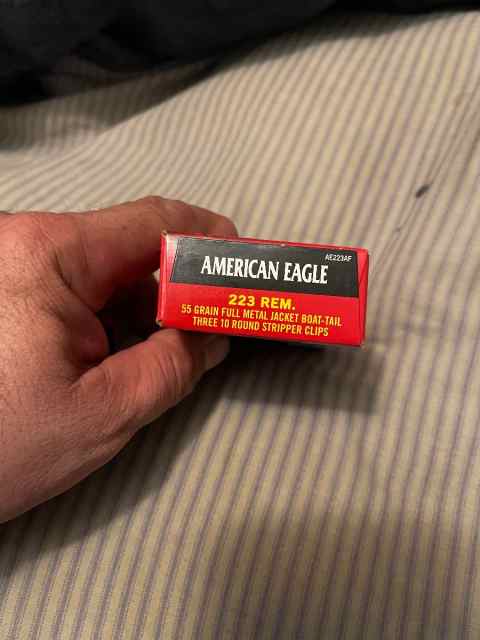 AE223AF
AMERICAN EAGLE
223 REM.
55 GRAIN FULL METAL JACKET BOAT-TAIL
THREE 10 ROUND STRIPPER CLIPS